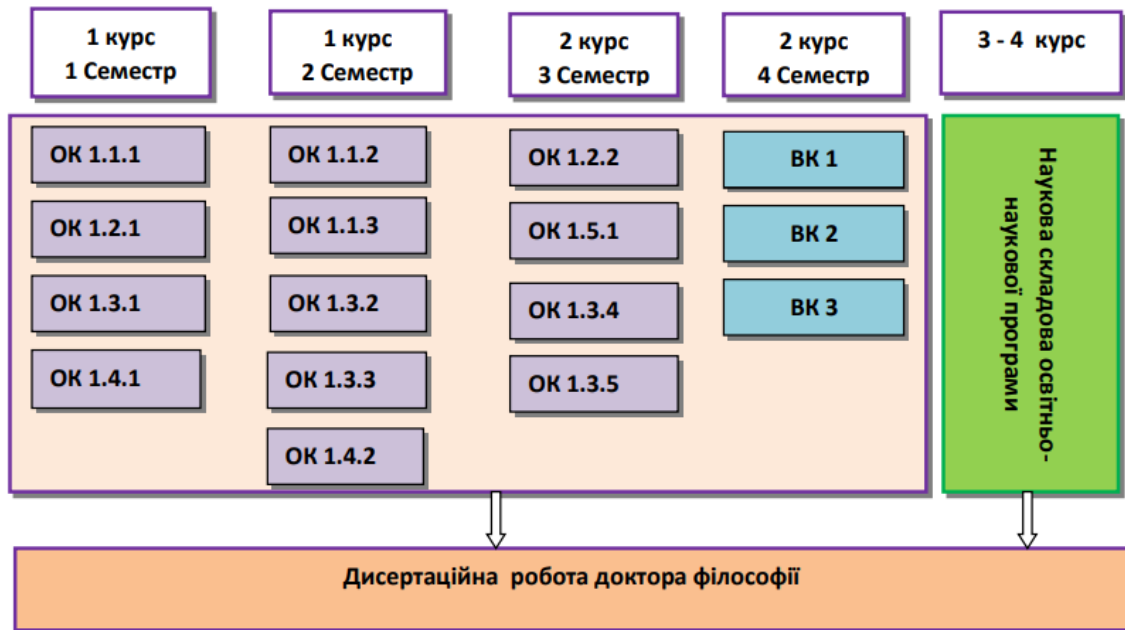 1 курс
1 Семестр
1 курс
2 Семестр
2 курс
3 Семестр
2 курс
4 Семестр
3 - 4 курс
ОК 1.1.1
ОК 1.2.1
ОК 1.3.1
ОК 1.4.1
ОК 1.1.2
ОК 1.1.3
ОК 1.3.2
ОК 1.3.3
ОК 1.4.2
ОК 1.2.2
ОК 1.5.1
ОК 1.3.4
ОК 1.3.5
ВК 1
ВК 2
ВК 3
Наукова складова освітньо-
наукової програми
Дисертаційна робота доктора філософії